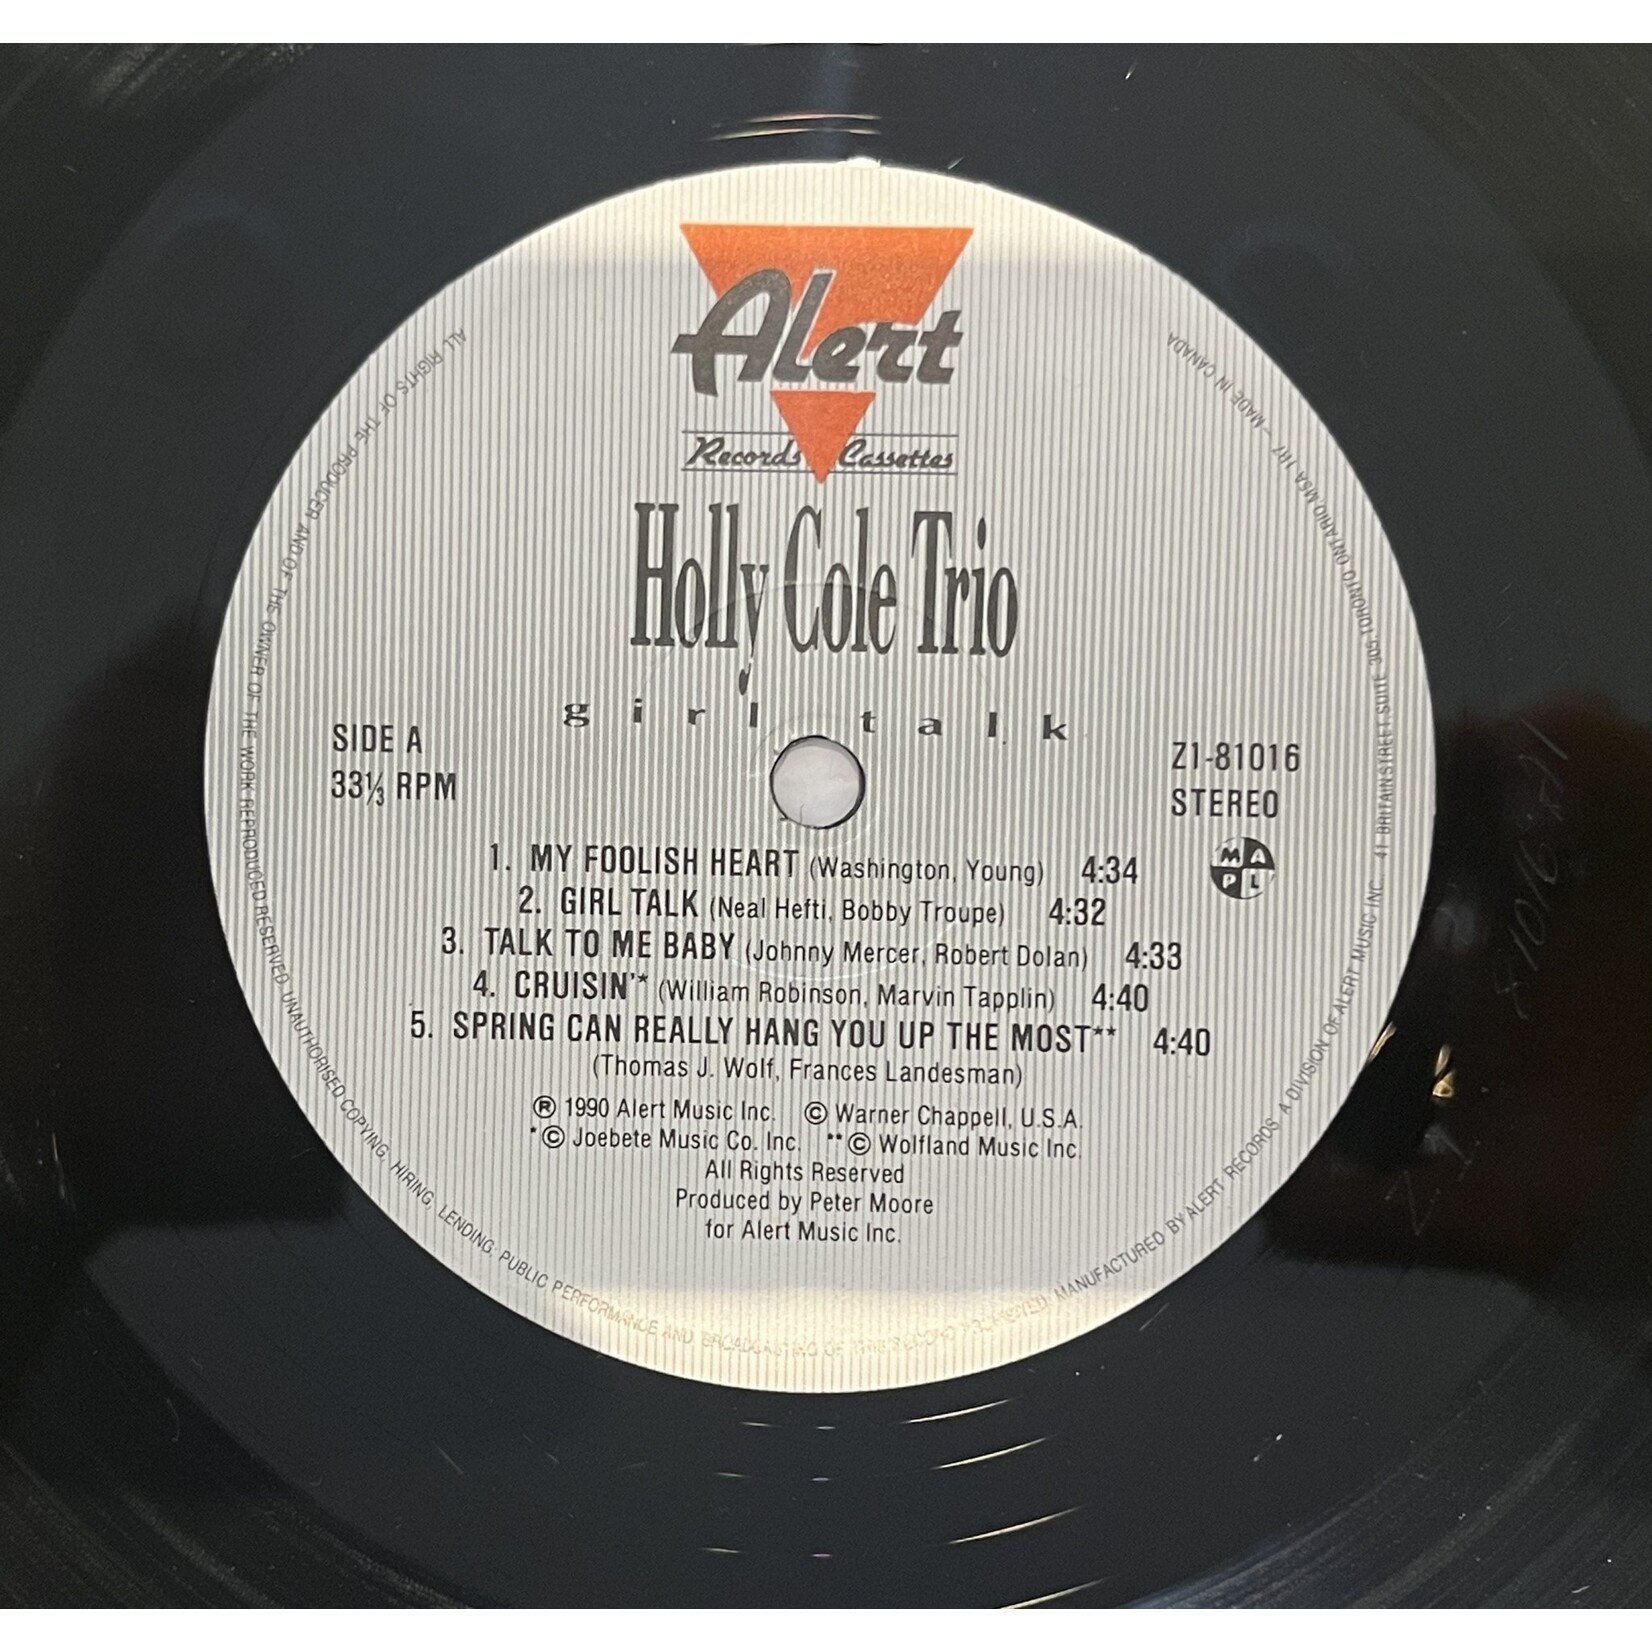 Alert
Records Cassettes
Holly Cole Trio
girl talk
SIDE A
33⅓ RPM
Z1-81016
STEREO
M A
P L
1. MY FOOLISH HEART (Washington, Young) 4:34
2. GIRL TALK (Neal Hefti, Bobby Troupe) 4:32
3. TALK TO ME BABY (Johnny Mercer, Robert Dolan) 4:33
4. CRUISIN'* (William Robinson, Marvin Tapplin) 4:40
5. SPRING CAN REALLY HANG YOU UP THE MOST** 4:40
(Thomas J. Wolf, Frances Landesman)
Ⓡ 1990 Alert Music Inc. © Warner Chappell, U.S.A.
*© Joebete Music Co. Inc. **© Wolfland Music Inc.
All Rights Reserved
Produced by Peter Moore
for Alert Music Inc.
ALL RIGHTS OF THE PRODUCER AND OF THE OWNER OF THE WORK REPRODUCED RESERVED. UNAUTHORISED COPYING, HIRING, LENDING, PUBLIC PERFORMANCE AND BROADCASTING OF THIS RECORD PROHIBITED. MANUFACTURED BY ALERT RECORDS A DIVISION OF ALERT MUSIC INC. 41 BRITAIN STREET, SUITE 305, TORONTO ONTARIO, M5A 1R7 – MADE IN CANADA